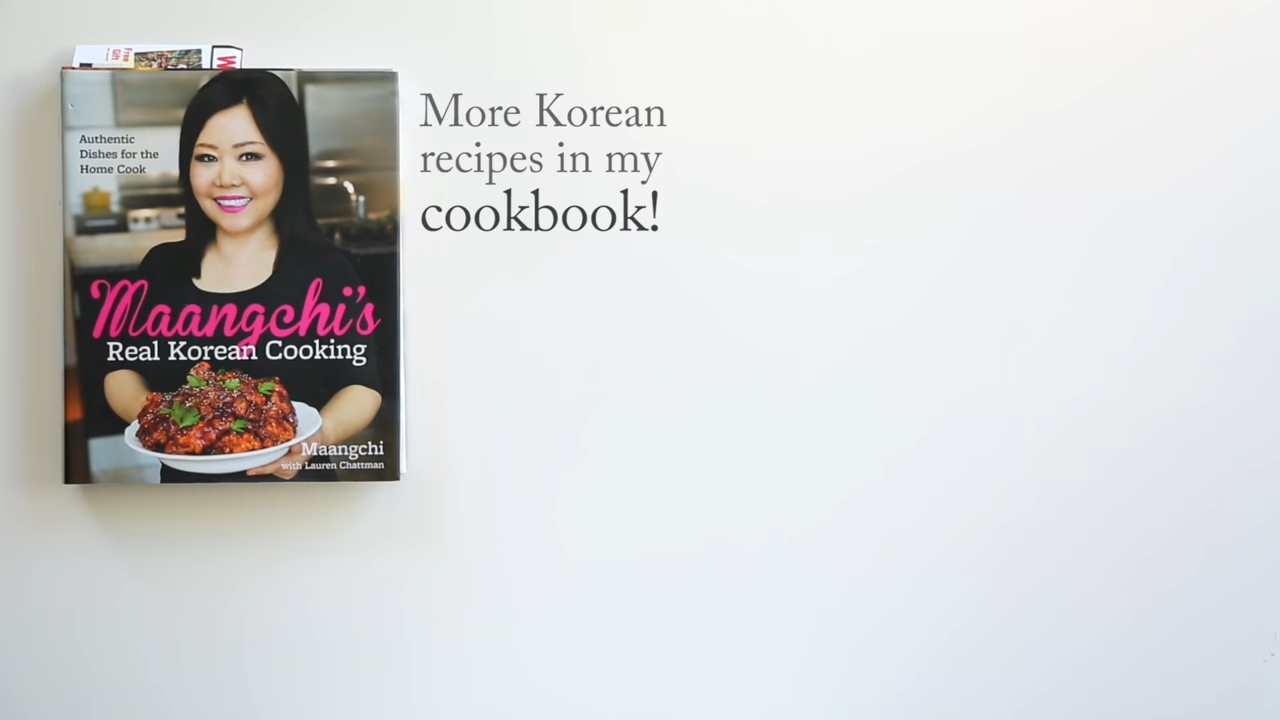 Authentic
Dishes for the
Home Cook
Maangchi's
Real Korean Cooking
Maangchi
with Lauren Chattman
More Korean
recipes in my
cookbook!